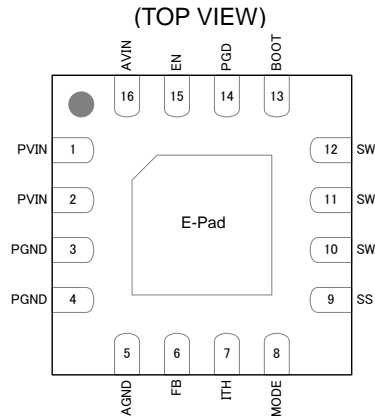 (TOP VIEW)
AVIN EN PGD BOOT
16 15 14 13
PVIN 1 12 SW
PVIN 2 11 SW
E-Pad
PGND 3 10 SW
PGND 4 9 SS
5 6 7 8
AGND FB ITH MODE